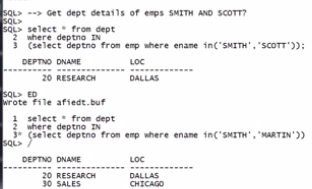 SQL> --> Get dept details of emps SMITH AND SCOTT?
SQL>
SQL> select * from dept
2 where deptno IN
3 (select deptno from emp where ename in('SMITH','SCOTT'));
DEPTNO DNAME LOC
---------- -------------- -------------
20 RESEARCH DALLAS
SQL> ED
Wrote file afiedt.buf
1 select * from dept
2 where deptno IN
3* (select deptno from emp where ename in('SMITH','MARTIN'))
SQL> /
DEPTNO DNAME LOC
---------- -------------- -------------
20 RESEARCH DALLAS
30 SALES CHICAGO